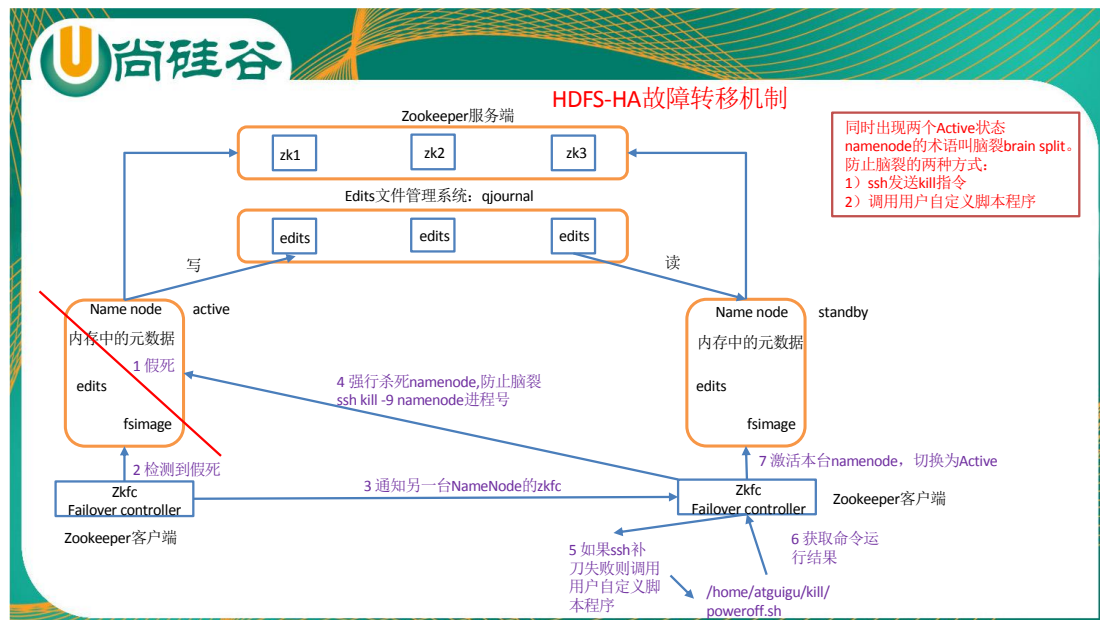 尚硅谷
HDFS-HA故障转移机制
Zookeeper服务端
zk1
zk2
zk3
同时出现两个Active状态
namenode的术语叫脑裂brain split。
防止脑裂的两种方式：
1）ssh发送kill指令
2）调用用户自定义脚本程序
Edits文件管理系统：qjournal
edits
edits
edits
写
读
Name node
active
内存中的元数据
1 假死
edits
fsimage
Name node
standby
内存中的元数据
edits
fsimage
4 强行杀死namenode,防止脑裂
ssh kill -9 namenode进程号
2 检测到假死
7 激活本台namenode，切换为Active
3 通知另一台NameNode的zkfc
Zkfc
Failover controller
Zookeeper客户端
Zkfc
Failover controller
Zookeeper客户端
5 如果ssh补
刀失败则调用
用户自定义脚
本程序
6 获取命令运
行结果
/home/atguigu/kill/
poweroff.sh